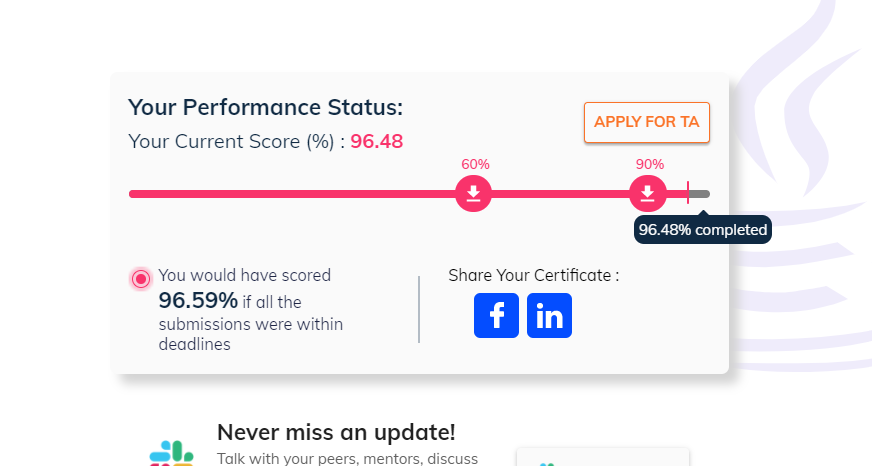 Your Performance Status:
APPLY FOR TA
Your Current Score (%) : 96.48
60%
90%
96.48% completed
You would have scored
96.59% if all the
submissions were within
deadlines
Share Your Certificate :
f
in
Never miss an update!
Talk with your peers, mentors, discuss